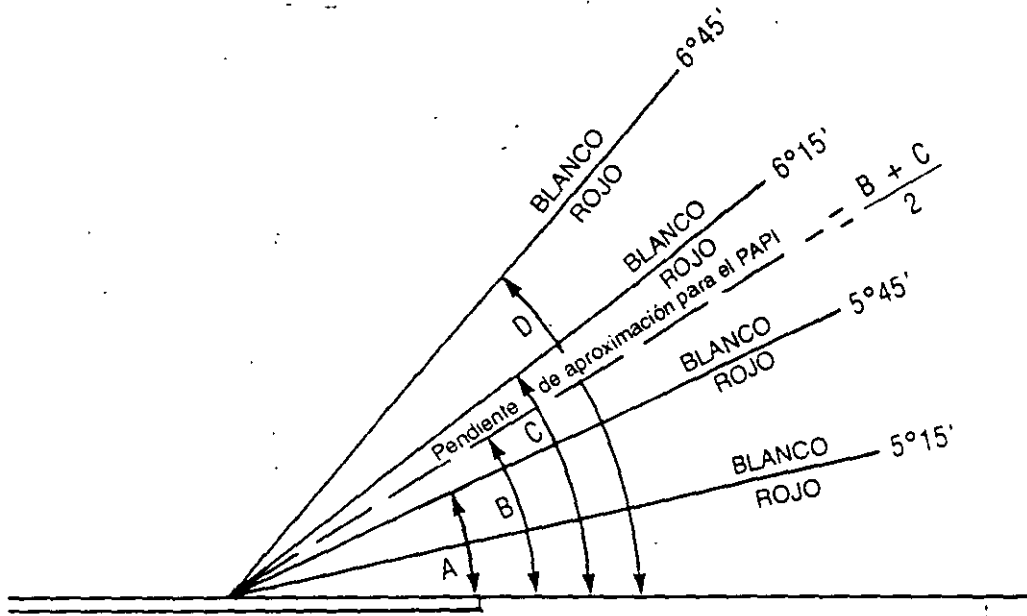 6°45'
BLANCO
ROJO
6°15'
BLANCO
ROJO
B + C
2
Pendiente de aproximación para el PAPI
5°45'
BLANCO
ROJO
5°15'
BLANCO
ROJO
D
C
B
A